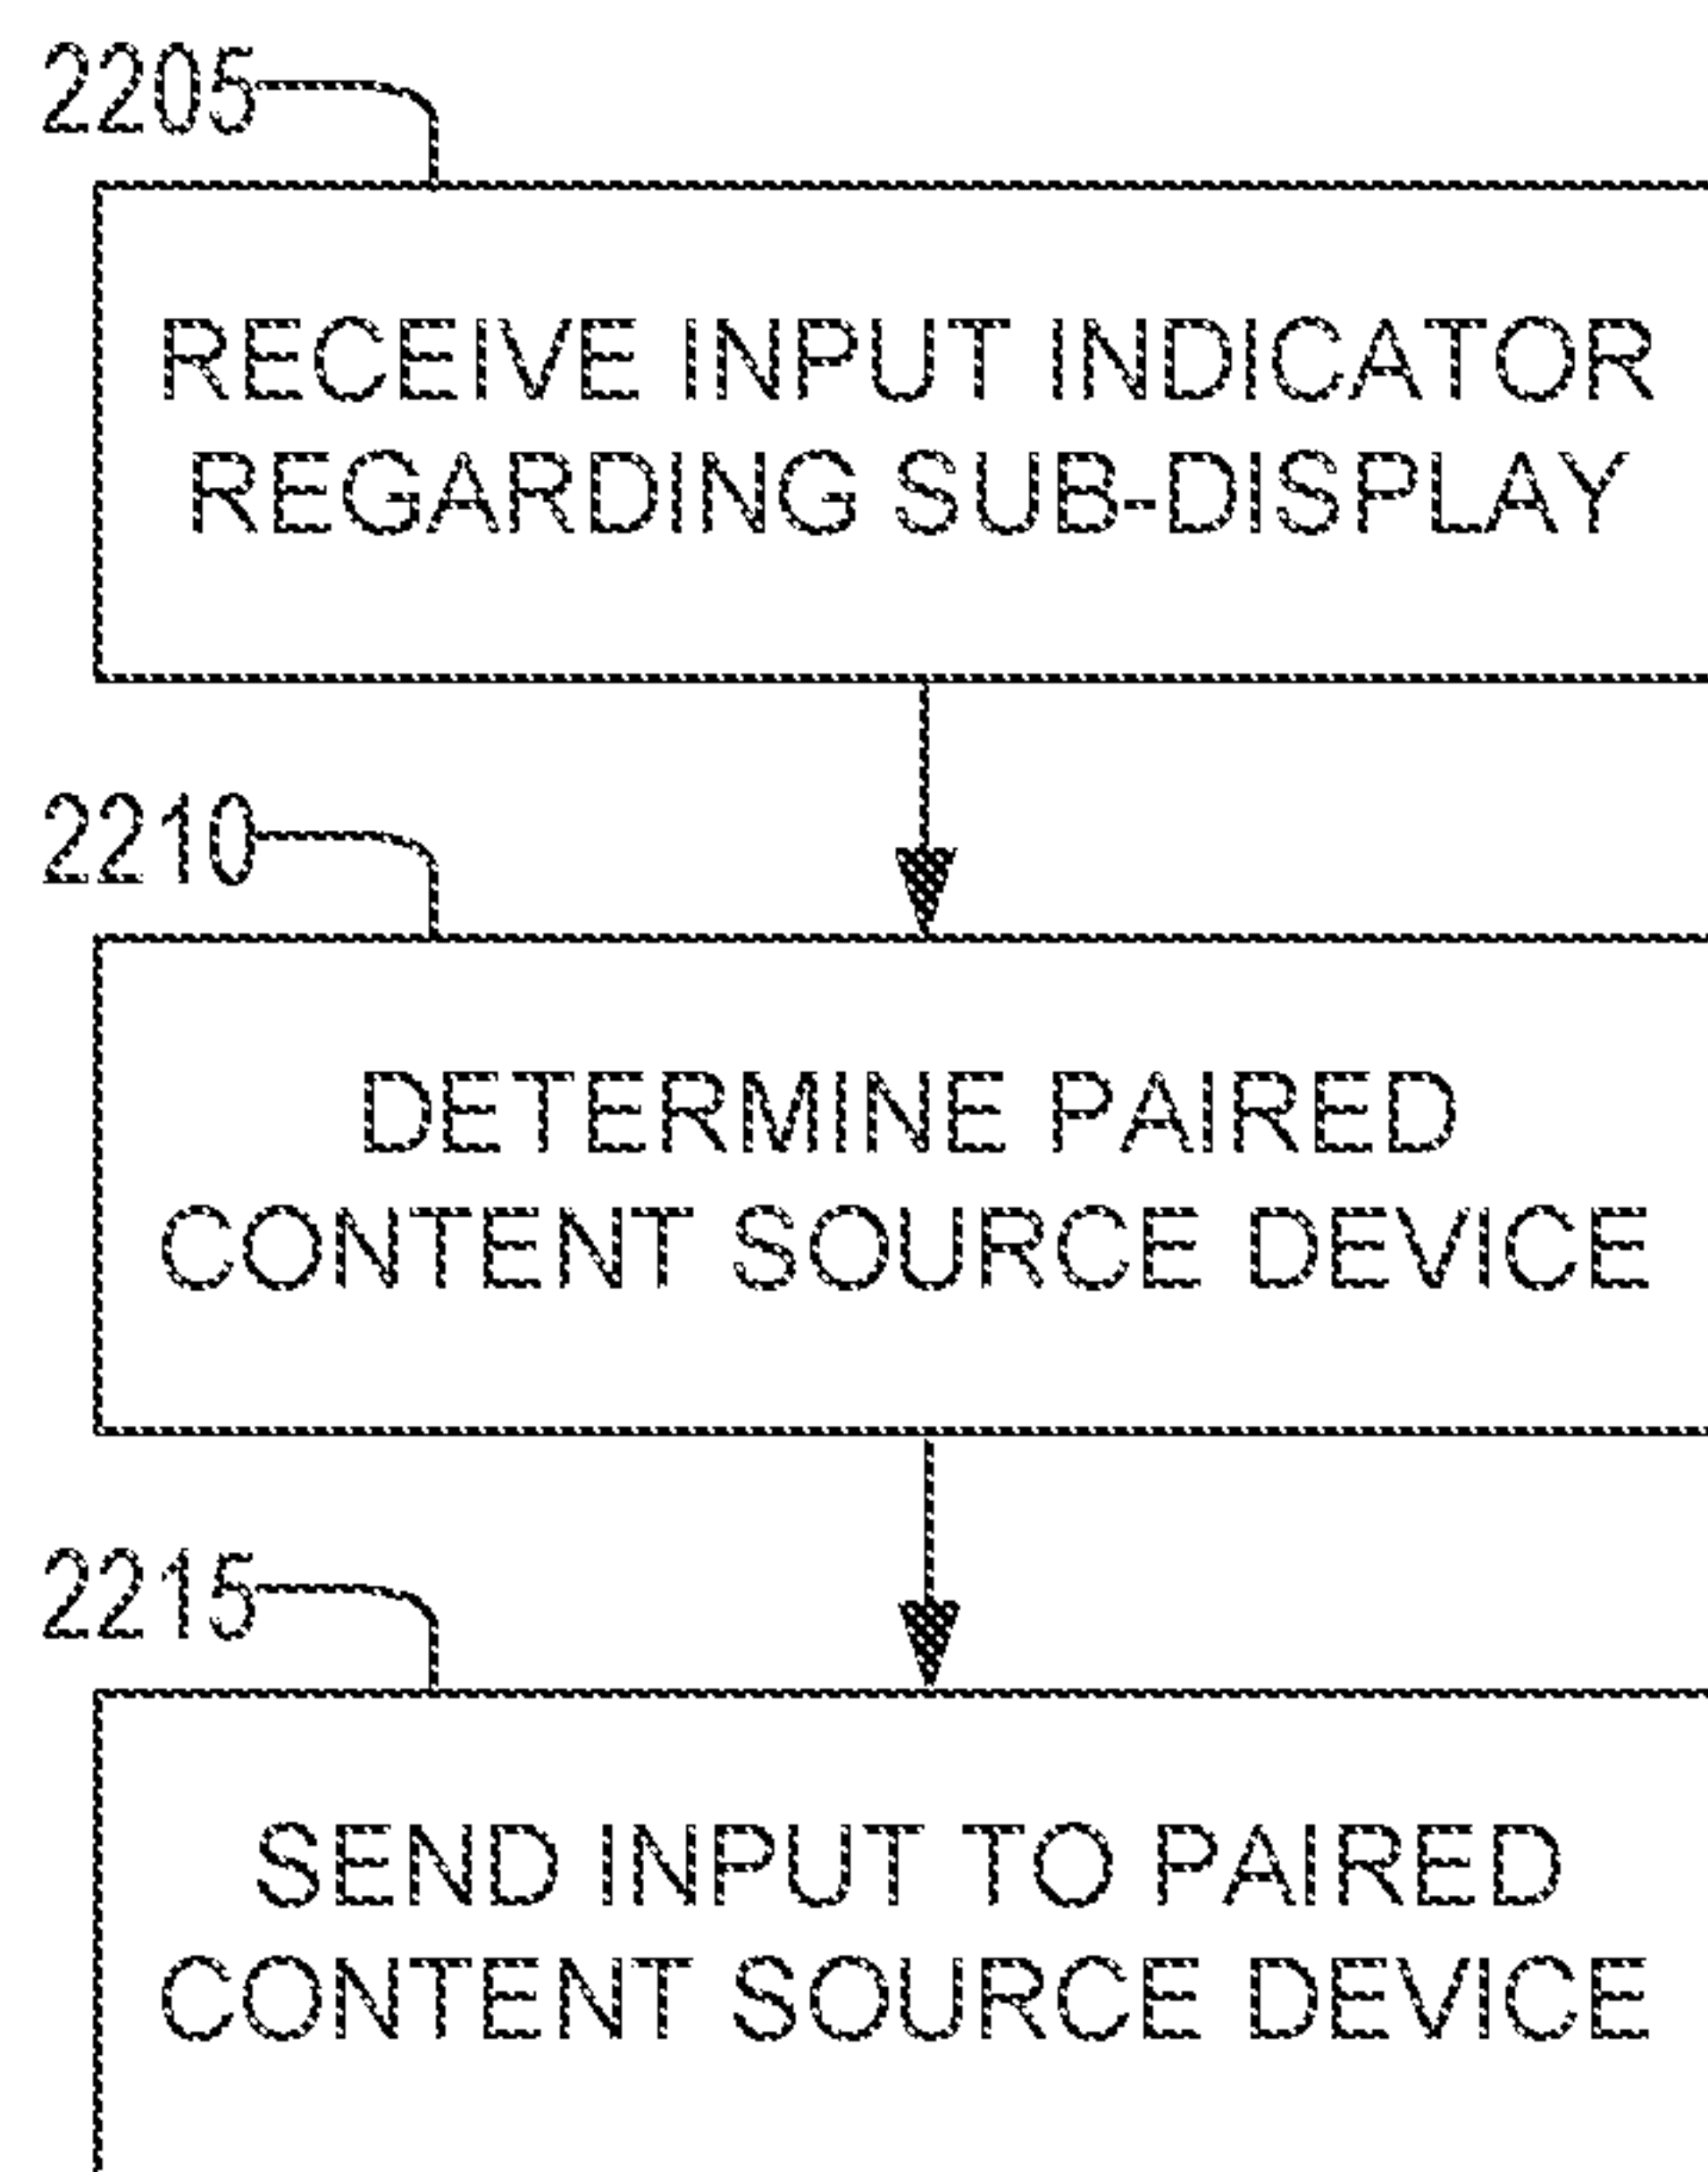 2205
RECEIVE INPUT INDICATOR
REGARDING SUB-DISPLAY
2210
DETERMINE PAIRED
CONTENT SOURCE DEVICE
2215
SEND INPUT TO PAIRED
CONTENT SOURCE DEVICE